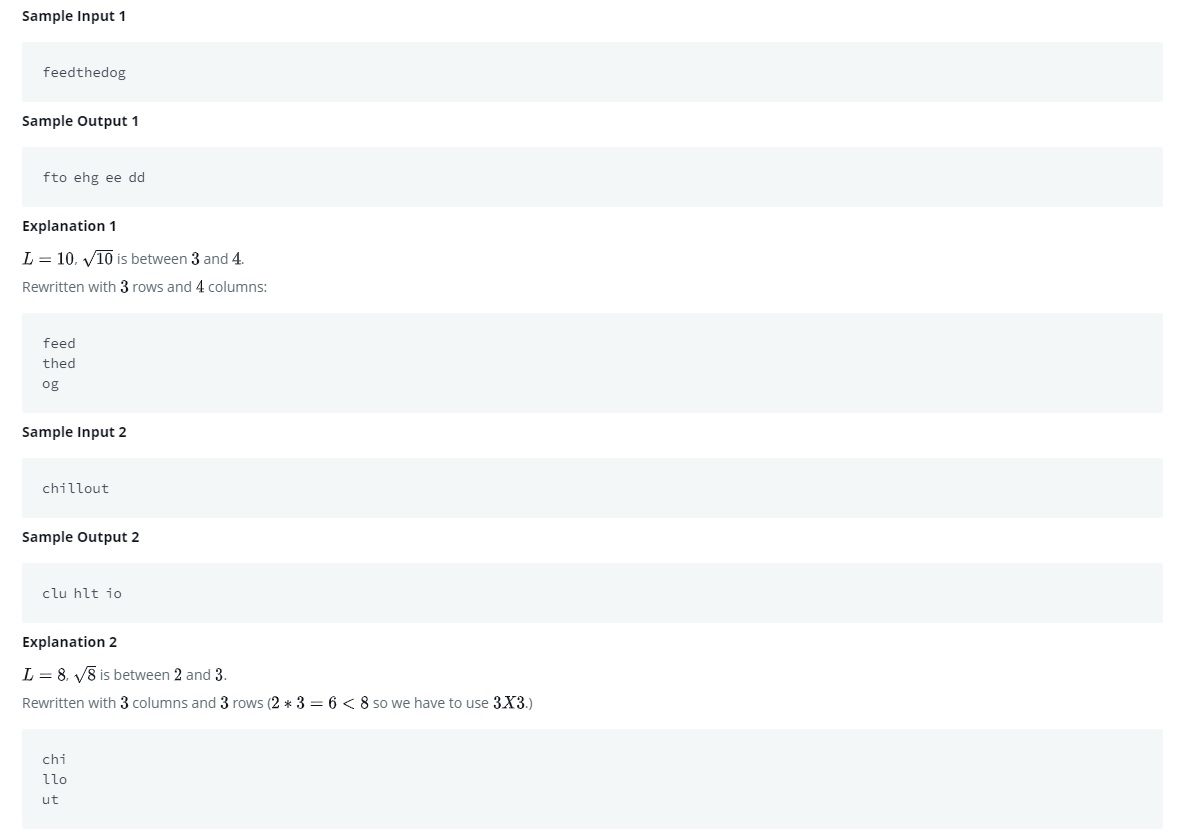 Sample Input 1
feedthedog
Sample Output 1
fto ehg ee dd
Explanation 1
L = 10, √10 is between 3 and 4.
Rewritten with 3 rows and 4 columns:
feed
thed
og
Sample Input 2
chillout
Sample Output 2
clu hlt io
Explanation 2
L = 8, √8 is between 2 and 3.
Rewritten with 3 columns and 3 rows (2 * 3 = 6 < 8 so we have to use 3X3.)
chi
llo
ut